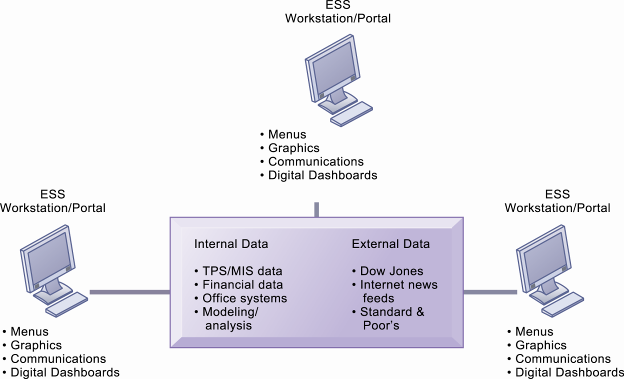 ESS
Workstation/Portal
• Menus
• Graphics
• Communications
• Digital Dashboards
ESS
Workstation/Portal
• Menus
• Graphics
• Communications
• Digital Dashboards
Internal Data
• TPS/MIS data
• Financial data
• Office systems
• Modeling/
analysis
External Data
• Dow Jones
• Internet news
feeds
• Standard &
Poor's
ESS
Workstation/Portal
• Menus
• Graphics
• Communications
• Digital Dashboards